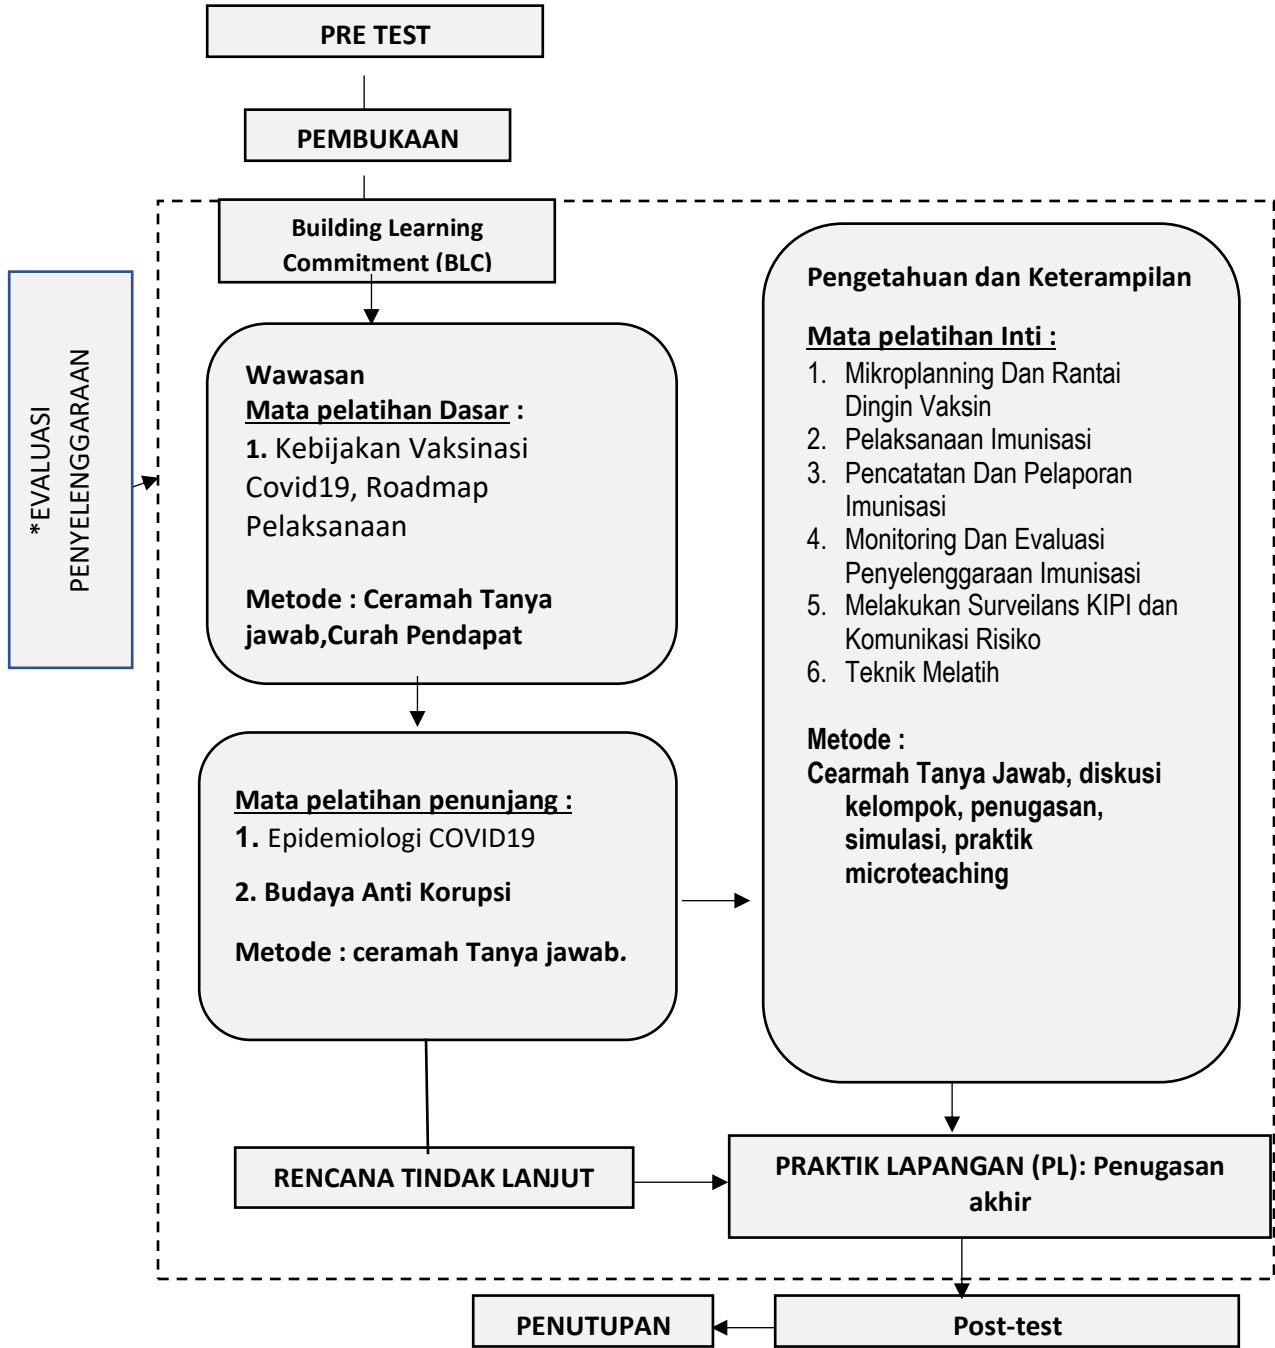 PRE TEST
PEMBUKAAN
Building Learning
Commitment (BLC)
*EVALUASI
PENYELENGGARAAN
Wawasan
Mata pelatihan Dasar :
1. Kebijakan Vaksinasi
Covid19, Roadmap
Pelaksanaan
Metode : Ceramah Tanya
jawab,Curah Pendapat
Mata pelatihan penunjang :
1. Epidemiologi COVID19
2. Budaya Anti Korupsi
Metode : ceramah Tanya jawab.
Pengetahuan dan Keterampilan
Mata pelatihan Inti :
1. Mikroplanning Dan Rantai
Dingin Vaksin
2. Pelaksanaan Imunisasi
3. Pencatatan Dan Pelaporan
Imunisasi
4. Monitoring Dan Evaluasi
Penyelenggaraan Imunisasi
5. Melakukan Surveilans KIPI dan
Komunikasi Risiko
6. Teknik Melatih
Metode :
Cearmah Tanya Jawab, diskusi
kelompok, penugasan,
simulasi, praktik
microteaching
RENCANA TINDAK LANJUT
PRAKTIK LAPANGAN (PL): Penugasan
akhir
Post-test
PENUTUPAN